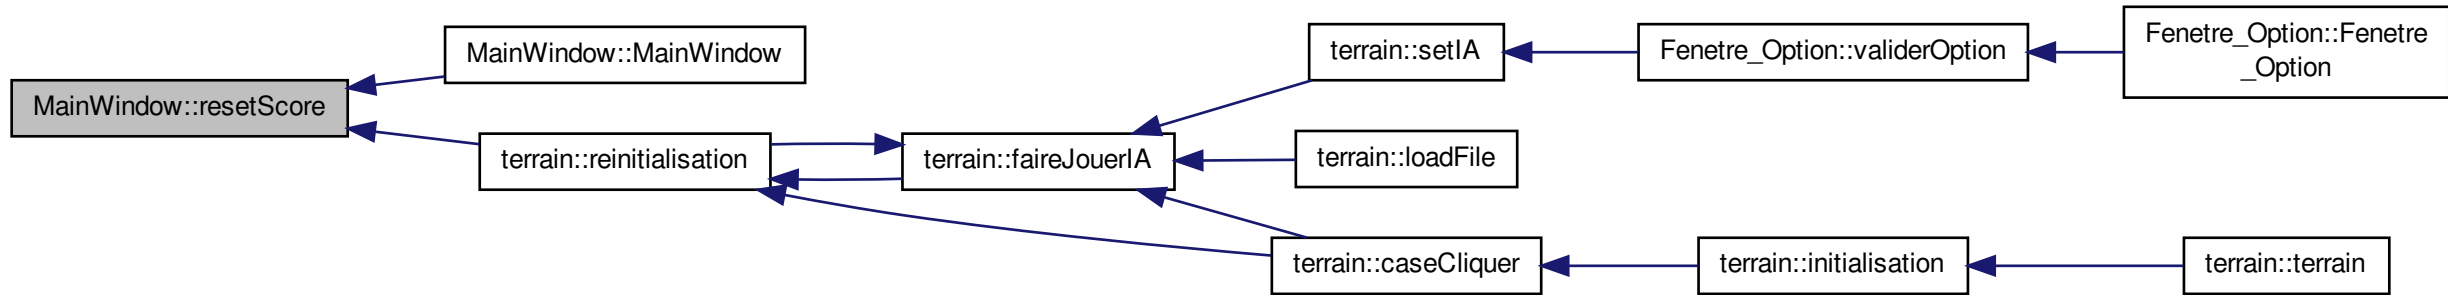 MainWindow::resetScore
MainWindow::MainWindow
terrain::reinitialisation
terrain::faireJouerIA
terrain::setIA
terrain::loadFile
terrain::caseCliquer
Fenetre_Option::validerOption
Fenetre_Option::Fenetre
_Option
terrain::initialisation
terrain::terrain